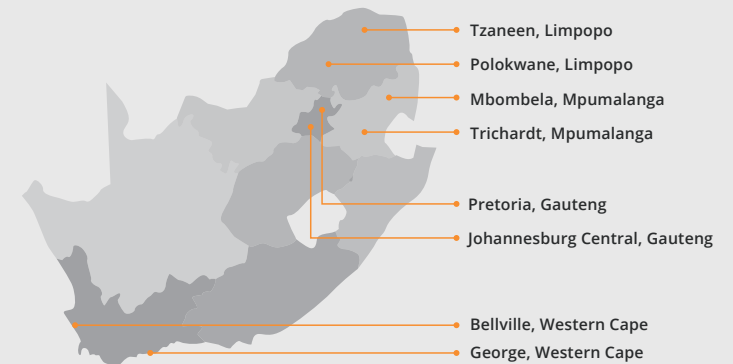 Tzaneen, Limpopo
Polokwane, Limpopo
Mbombela, Mpumalanga
Trichardt, Mpumalanga
Pretoria, Gauteng
Johannesburg Central, Gauteng
Bellville, Western Cape
George, Western Cape